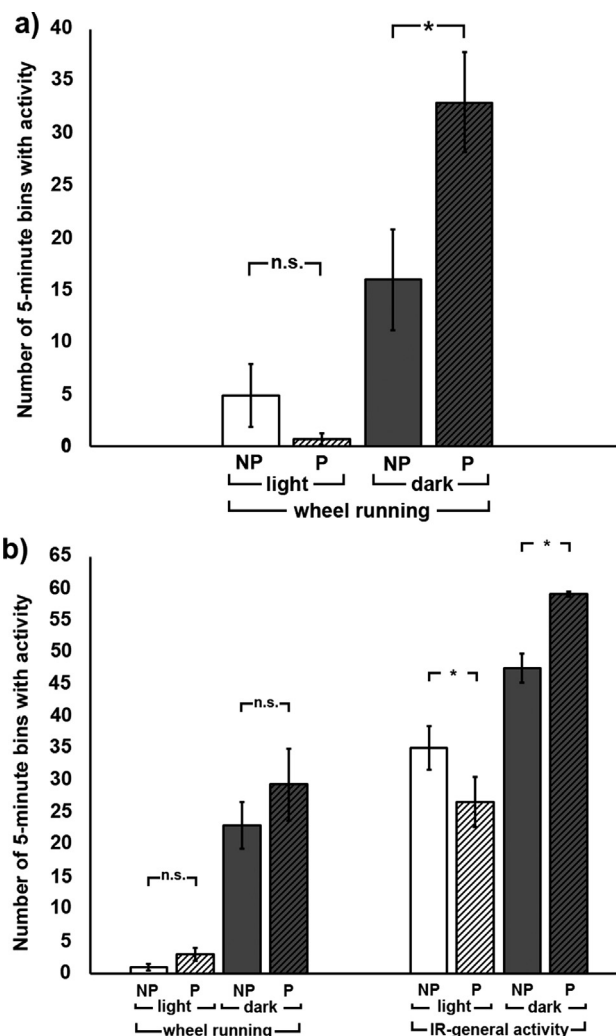 a)
Number of 5-minute bins with activity
40
35
30
25
20
15
10
5
0
n.s.
*
NP P NP P
light dark
wheel running
b)
Number of 5-minute bins with activity
65
60
55
50
45
40
35
30
25
20
15
10
5
0
n.s.
n.s.
*
*
NP P NP P NP P NP P
light dark light dark
wheel running IR-general activity